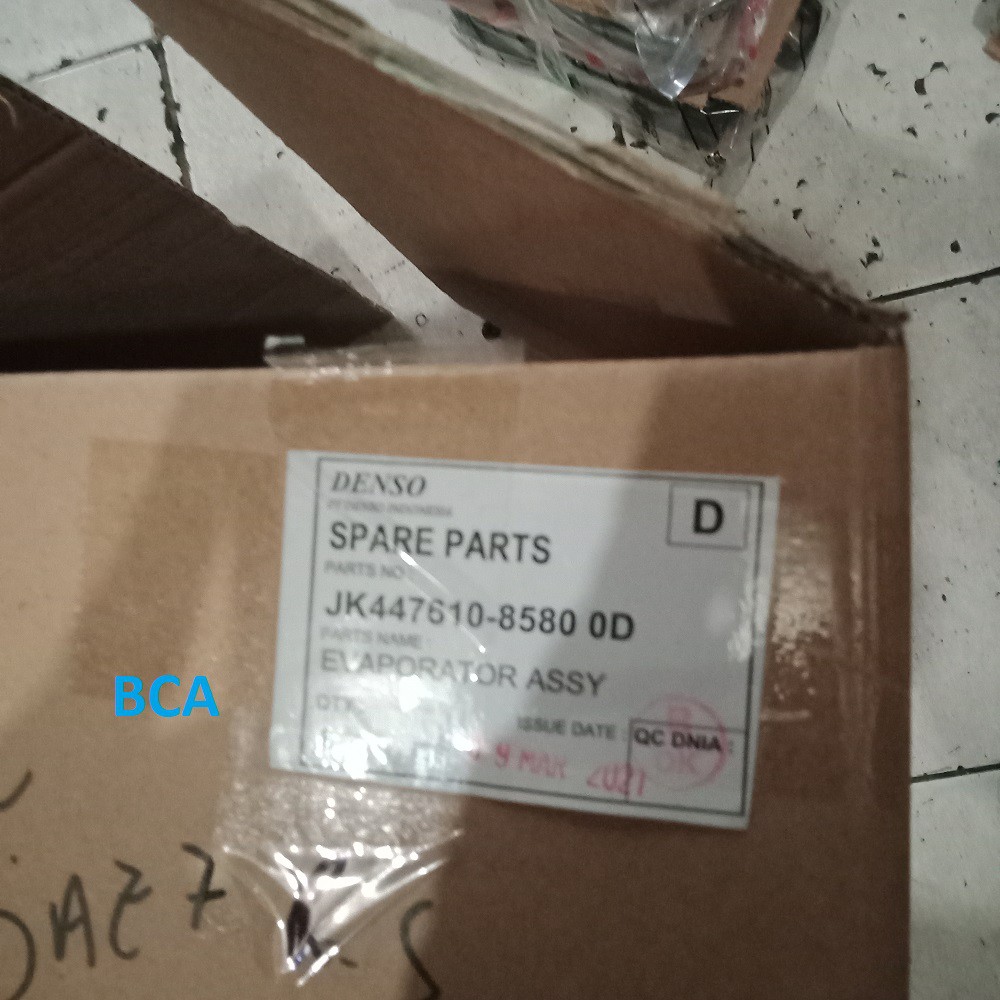 DENSO
PT DENSO INDONESIA
D
SPARE PARTS
PARTS NO :
JK447610-8580 0D
PARTS NAME :
EVAPORATOR ASSY
QTY
ISSUE DATE :
QC DNIA :
9 MAR 2021
BCA